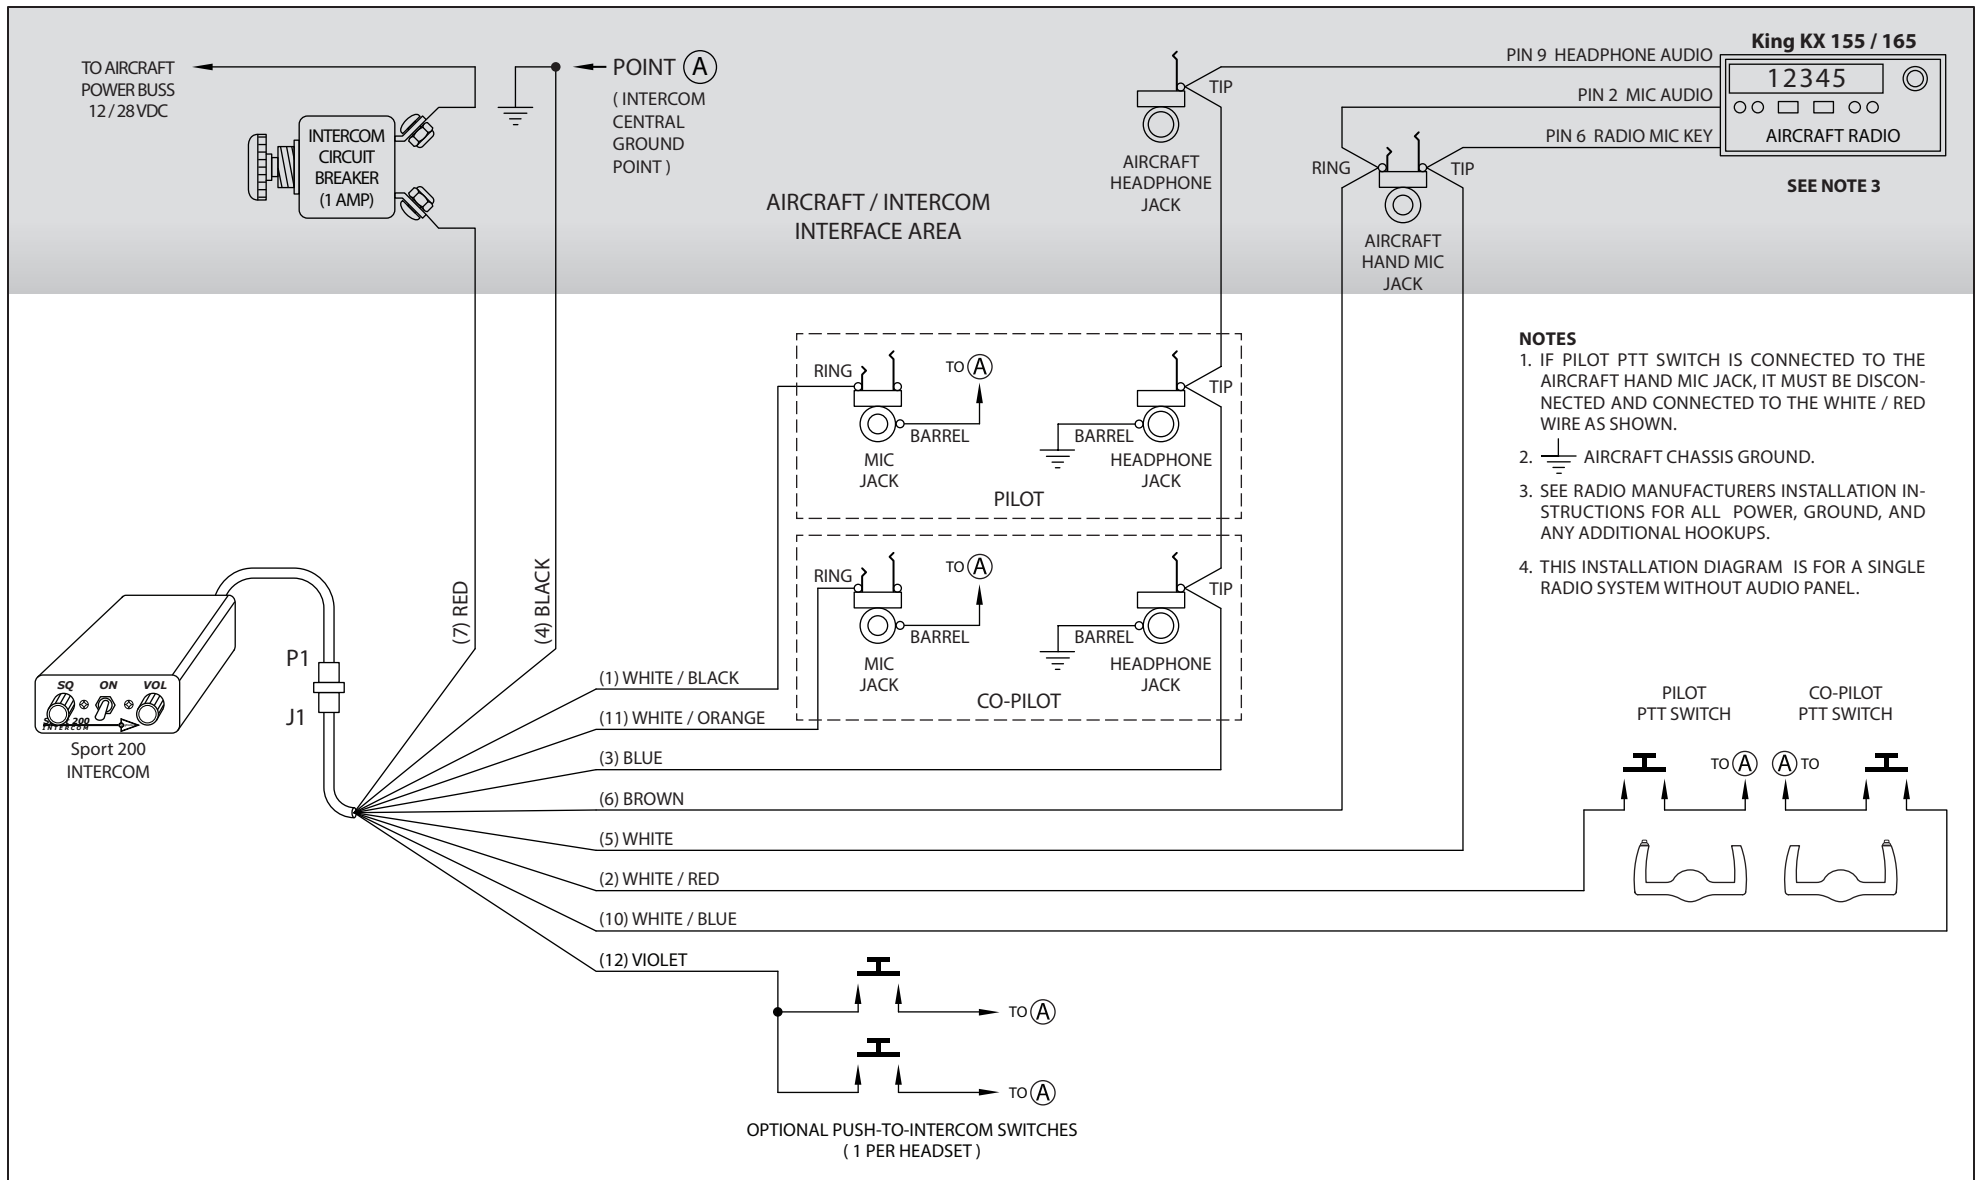 TO AIRCRAFT
POWER BUSS
12 / 28 VDC
INTERCOM
CIRCUIT
BREAKER
(1 AMP)
POINT A
( INTERCOM
CENTRAL
GROUND
POINT )
AIRCRAFT / INTERCOM
INTERFACE AREA
TIP
AIRCRAFT
HEADPHONE
JACK
PIN 9 HEADPHONE AUDIO
PIN 2 MIC AUDIO
PIN 6 RADIO MIC KEY
RING
TIP
AIRCRAFT
HAND MIC
JACK
King KX 155 / 165
12345
AIRCRAFT RADIO
SEE NOTE 3
NOTES
1. IF PILOT PTT SWITCH IS CONNECTED TO THE
AIRCRAFT HAND MIC JACK, IT MUST BE DISCON-
NECTED AND CONNECTED TO THE WHITE / RED
WIRE AS SHOWN.
2. AIRCRAFT CHASSIS GROUND.
3. SEE RADIO MANUFACTURERS INSTALLATION IN-
STRUCTIONS FOR ALL POWER, GROUND, AND
ANY ADDITIONAL HOOKUPS.
4. THIS INSTALLATION DIAGRAM IS FOR A SINGLE
RADIO SYSTEM WITHOUT AUDIO PANEL.
RING
TO A
BARREL
MIC
JACK
TIP
BARREL
HEADPHONE
JACK
PILOT
RING
TO A
BARREL
MIC
JACK
TIP
BARREL
HEADPHONE
JACK
CO-PILOT
(7) RED
(4) BLACK
P1
J1
SQ ON VOL
INTERCOM
Sport 200
INTERCOM
(1) WHITE / BLACK
(11) WHITE / ORANGE
(3) BLUE
(6) BROWN
(5) WHITE
(2) WHITE / RED
(10) WHITE / BLUE
(12) VIOLET
PILOT
PTT SWITCH
CO-PILOT
PTT SWITCH
TO A
A TO
TO A
TO A
OPTIONAL PUSH-TO-INTERCOM SWITCHES
( 1 PER HEADSET )